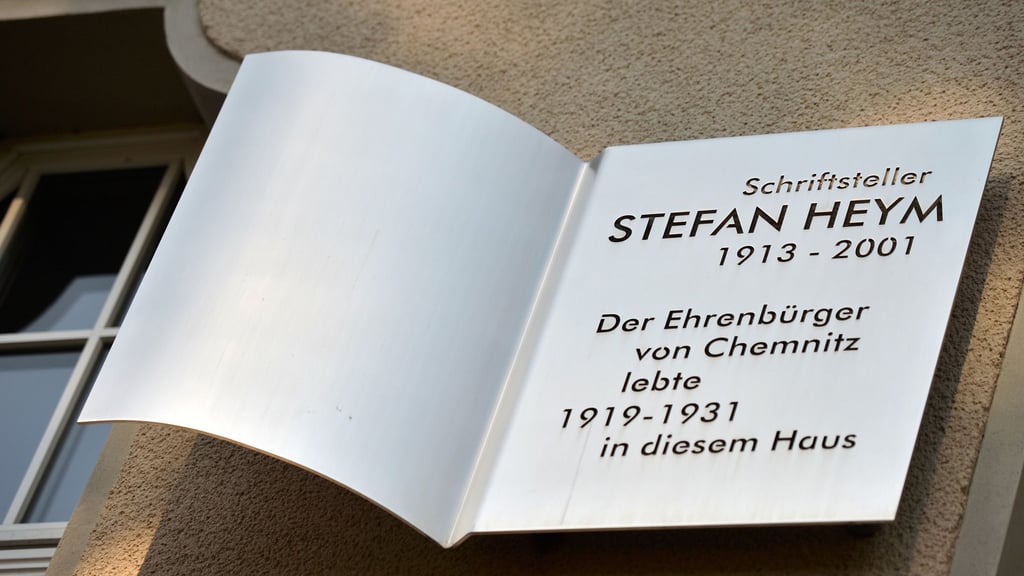 Schriftsteller
STEFAN HEYM
1913 - 2001
Der Ehrenbürger
von Chemnitz
lebte
1919-1931
in diesem Haus